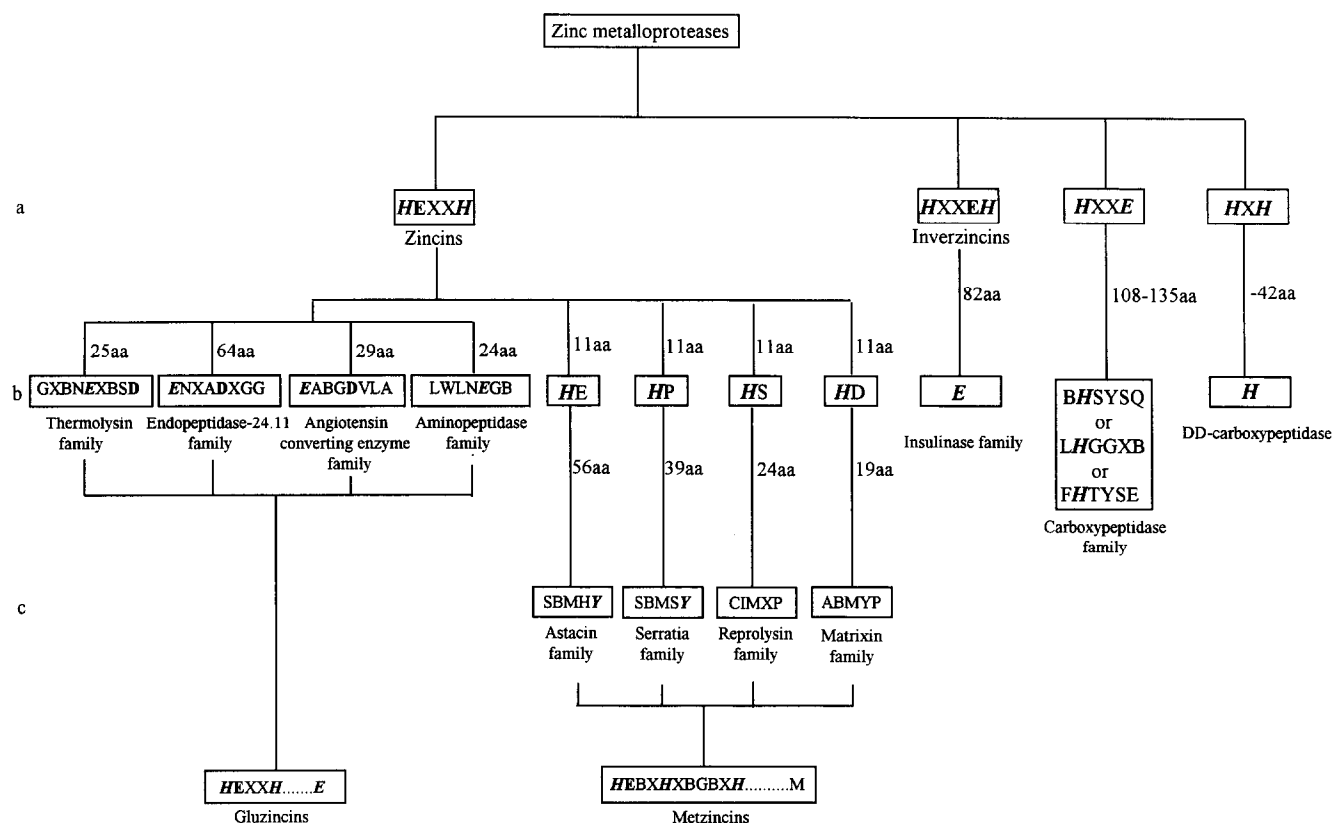 Zinc metalloproteases
a
HEXXH
HXXEH
HXXE
HXH
Zincins
Inverzincins
82aa
108-135aa
-42aa
25aa
64aa
29aa
24aa
11aa
11aa
11aa
11aa
b
GXBNEXBSD
ENXADXGG
EABGDVLA
LWLNEGB
HE
HP
HS
HD
E
BHSYSQ
or
LHGGXB
or
FHTYSE
H
Thermolysin
family
Endopeptidase-24.11
family
Angiotensin
converting enzyme
family
Aminopeptidase
family
Insulinase family
Carboxypeptidase
family
DD-carboxypeptidase
56aa
39aa
24aa
19aa
c
SBMHY
SBMSY
CIMXP
ABMYP
Astacin
family
Serratia
family
Reprolysin
family
Matrixin
family
HEXXH.......E
HEBXHXBGBXH..........M
Gluzincins
Metzincins